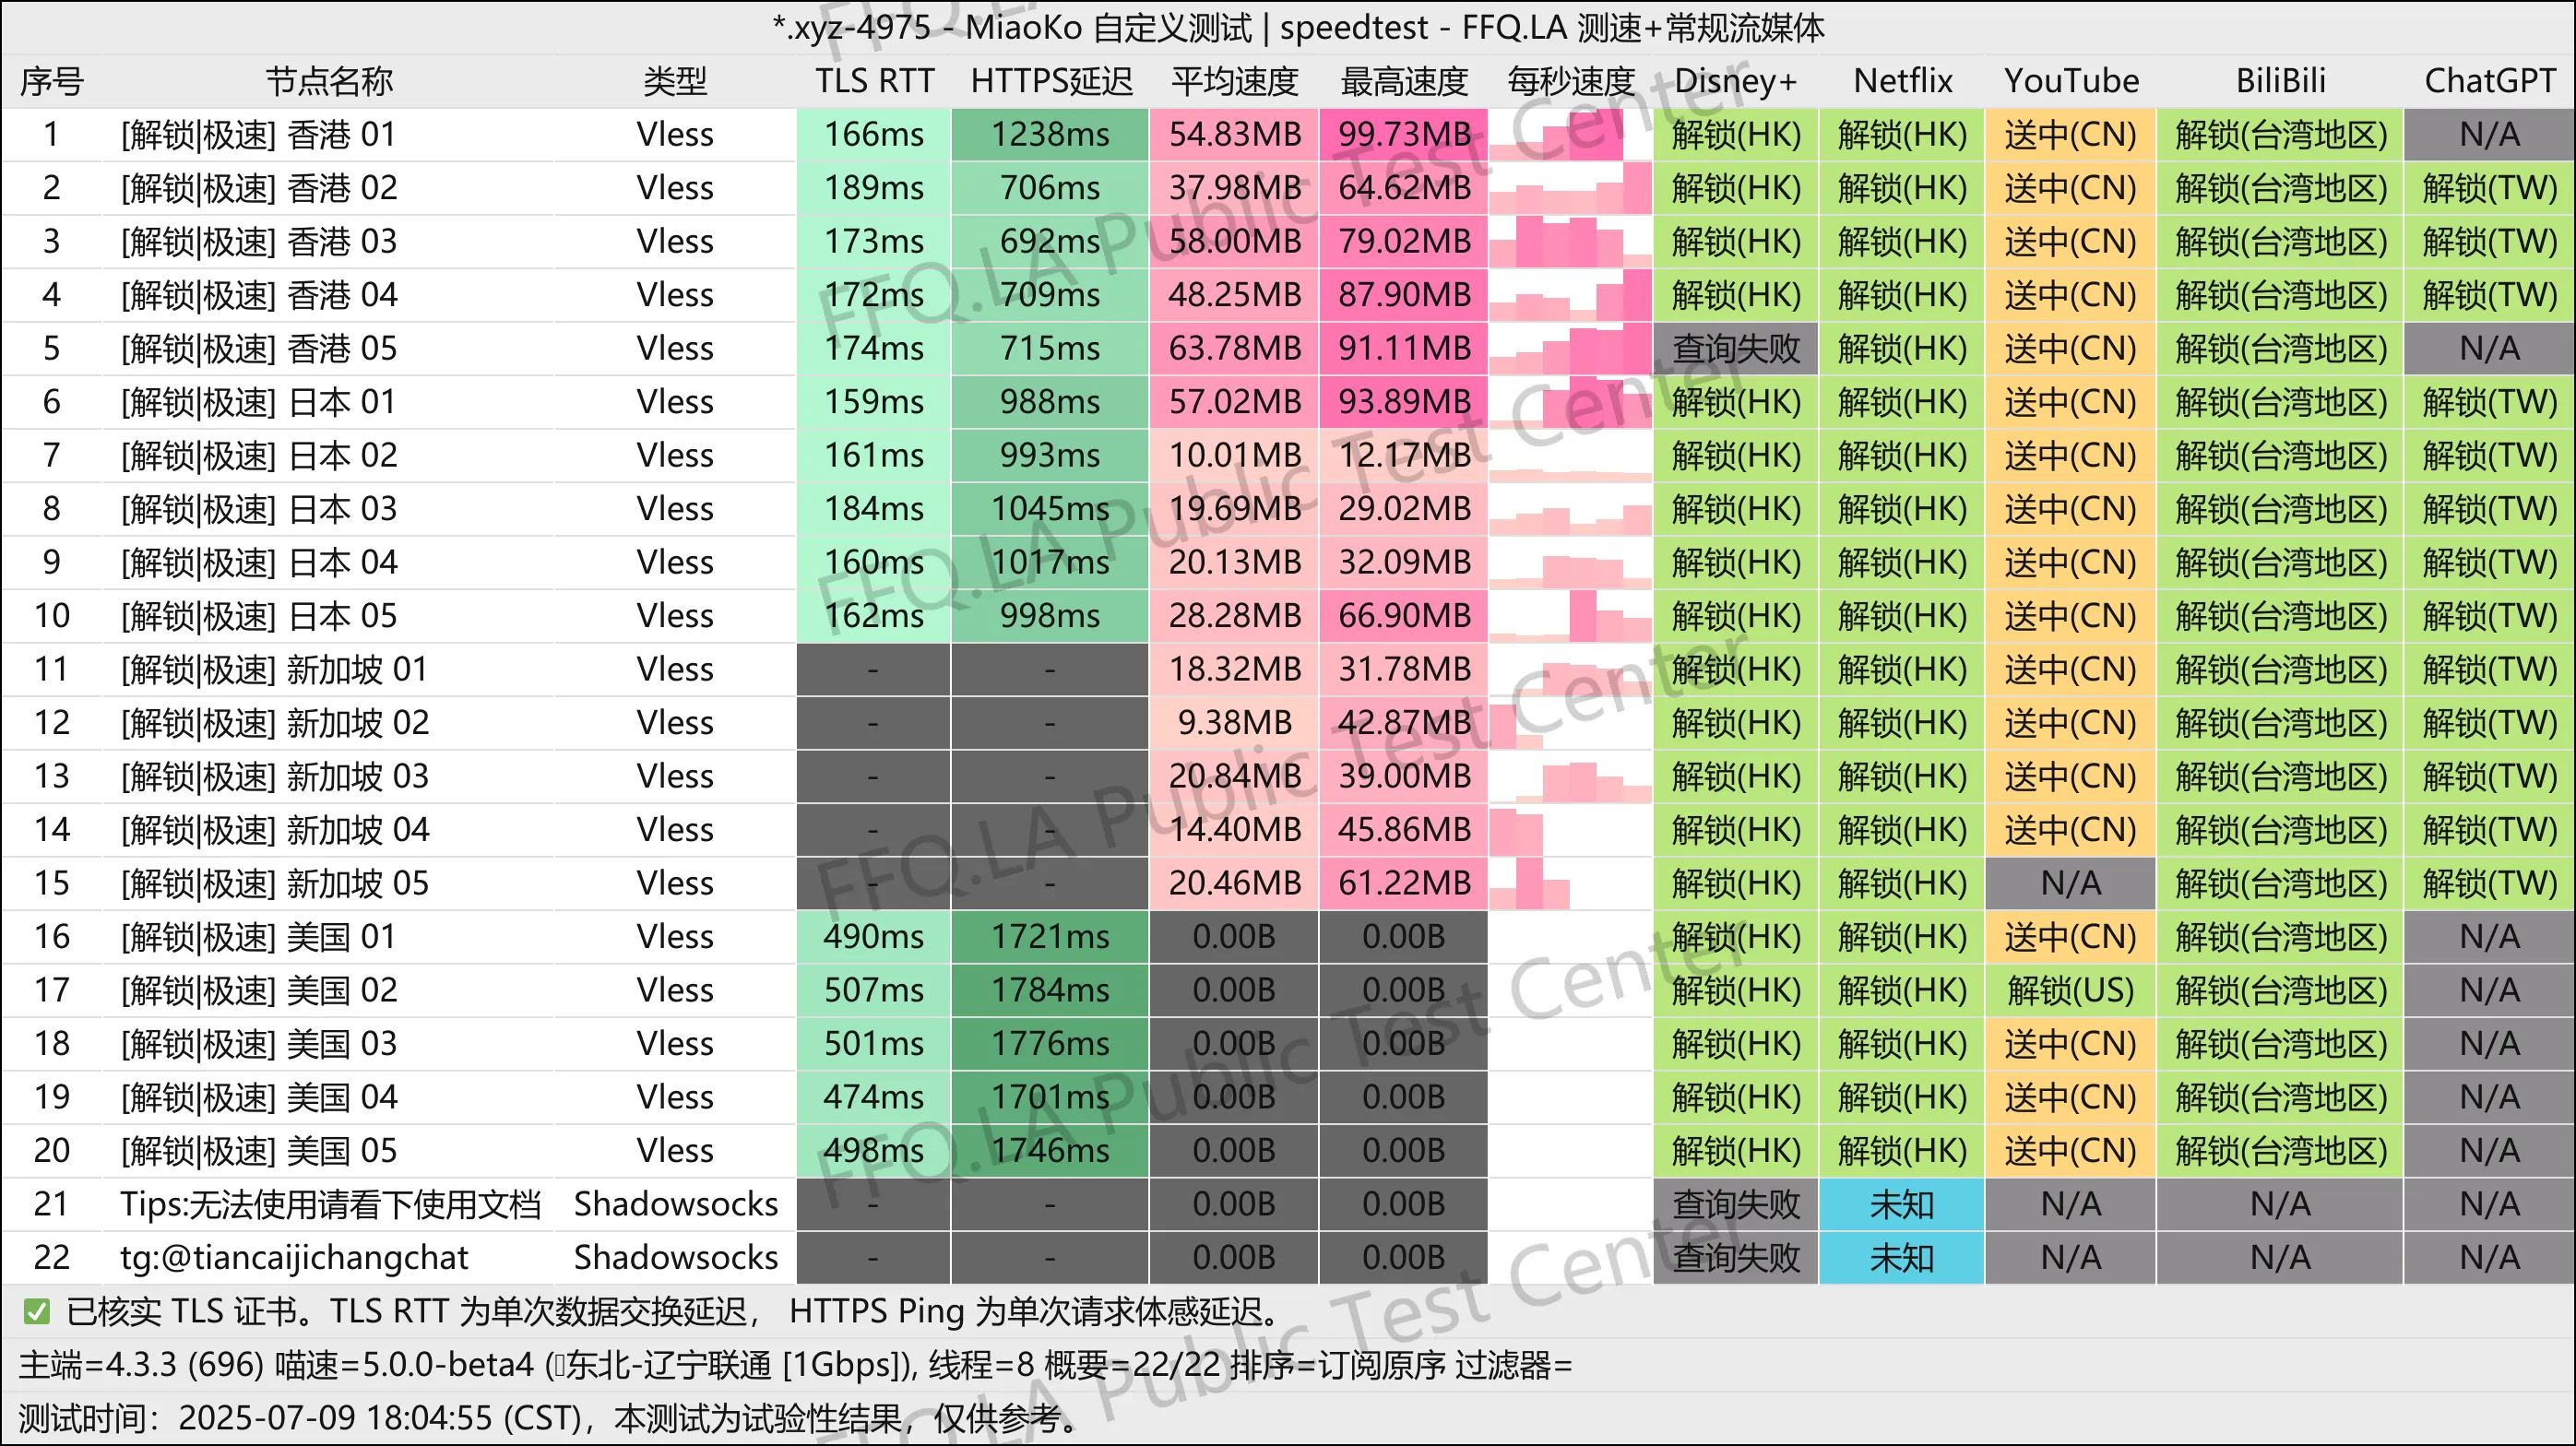 *.xyz-4975 - MiaoKo 自定义测试 | speedtest - FFQ.LA 测速+常规流媒体
序号 节点名称 类型 TLS RTT HTTPS延迟 平均速度 最高速度 每秒速度 Disney+ Netflix YouTube BiliBili ChatGPT
1 [解锁|极速] 香港 01 Vless 166ms 1238ms 54.83MB 99.73MB 解锁(HK) 解锁(HK) 送中(CN) 解锁(台湾地区) N/A
2 [解锁|极速] 香港 02 Vless 189ms 706ms 37.98MB 64.62MB 解锁(HK) 解锁(HK) 送中(CN) 解锁(台湾地区) 解锁(TW)
3 [解锁|极速] 香港 03 Vless 173ms 692ms 58.00MB 79.02MB 解锁(HK) 解锁(HK) 送中(CN) 解锁(台湾地区) 解锁(TW)
4 [解锁|极速] 香港 04 Vless 172ms 709ms 48.25MB 87.90MB 解锁(HK) 解锁(HK) 送中(CN) 解锁(台湾地区) 解锁(TW)
5 [解锁|极速] 香港 05 Vless 174ms 715ms 63.78MB 91.11MB 查询失败 解锁(HK) 送中(CN) 解锁(台湾地区) N/A
6 [解锁|极速] 日本 01 Vless 159ms 988ms 57.02MB 93.89MB 解锁(HK) 解锁(HK) 送中(CN) 解锁(台湾地区) 解锁(TW)
7 [解锁|极速] 日本 02 Vless 161ms 993ms 10.01MB 12.17MB 解锁(HK) 解锁(HK) 送中(CN) 解锁(台湾地区) 解锁(TW)
8 [解锁|极速] 日本 03 Vless 184ms 1045ms 19.69MB 29.02MB 解锁(HK) 解锁(HK) 送中(CN) 解锁(台湾地区) 解锁(TW)
9 [解锁|极速] 日本 04 Vless 160ms 1017ms 20.13MB 32.09MB 解锁(HK) 解锁(HK) 送中(CN) 解锁(台湾地区) 解锁(TW)
10 [解锁|极速] 日本 05 Vless 162ms 998ms 28.28MB 66.90MB 解锁(HK) 解锁(HK) 送中(CN) 解锁(台湾地区) 解锁(TW)
11 [解锁|极速] 新加坡 01 Vless - - 18.32MB 31.78MB 解锁(HK) 解锁(HK) 送中(CN) 解锁(台湾地区) 解锁(TW)
12 [解锁|极速] 新加坡 02 Vless - - 9.38MB 42.87MB 解锁(HK) 解锁(HK) 送中(CN) 解锁(台湾地区) 解锁(TW)
13 [解锁|极速] 新加坡 03 Vless - - 20.84MB 39.00MB 解锁(HK) 解锁(HK) 送中(CN) 解锁(台湾地区) 解锁(TW)
14 [解锁|极速] 新加坡 04 Vless - - 14.40MB 45.86MB 解锁(HK) 解锁(HK) 送中(CN) 解锁(台湾地区) 解锁(TW)
15 [解锁|极速] 新加坡 05 Vless - - 20.46MB 61.22MB 解锁(HK) 解锁(HK) N/A 解锁(台湾地区) 解锁(TW)
16 [解锁|极速] 美国 01 Vless 490ms 1721ms 0.00B 0.00B 解锁(HK) 解锁(HK) 送中(CN) 解锁(台湾地区) N/A
17 [解锁|极速] 美国 02 Vless 507ms 1784ms 0.00B 0.00B 解锁(HK) 解锁(HK) 解锁(US) 解锁(台湾地区) N/A
18 [解锁|极速] 美国 03 Vless 501ms 1776ms 0.00B 0.00B 解锁(HK) 解锁(HK) 送中(CN) 解锁(台湾地区) N/A
19 [解锁|极速] 美国 04 Vless 474ms 1701ms 0.00B 0.00B 解锁(HK) 解锁(HK) 送中(CN) 解锁(台湾地区) N/A
20 [解锁|极速] 美国 05 Vless 498ms 1746ms 0.00B 0.00B 解锁(HK) 解锁(HK) 送中(CN) 解锁(台湾地区) N/A
21 Tips:无法使用请看下使用文档 Shadowsocks - - 0.00B 0.00B 查询失败 未知 N/A N/A N/A
22 tg:@tiancaijichangchat Shadowsocks - - 0.00B 0.00B 查询失败 未知 N/A N/A N/A
✅ 已核实 TLS 证书。TLS RTT 为单次数据交换延迟， HTTPS Ping 为单次请求体感延迟。
主端=4.3.3 (696) 喵速=5.0.0-beta4 (东北-辽宁联通 [1Gbps]), 线程=8 概要=22/22 排序=订阅原序 过滤器=
测试时间：2025-07-09 18:04:55 (CST)，本测试为试验性结果，仅供参考。
FFQ.LA Public Test Center
FFQ.LA Public Test Center
FFQ.LA Public Test Center
FFQ.LA Public Test Center
FFQ.LA Public Test Center